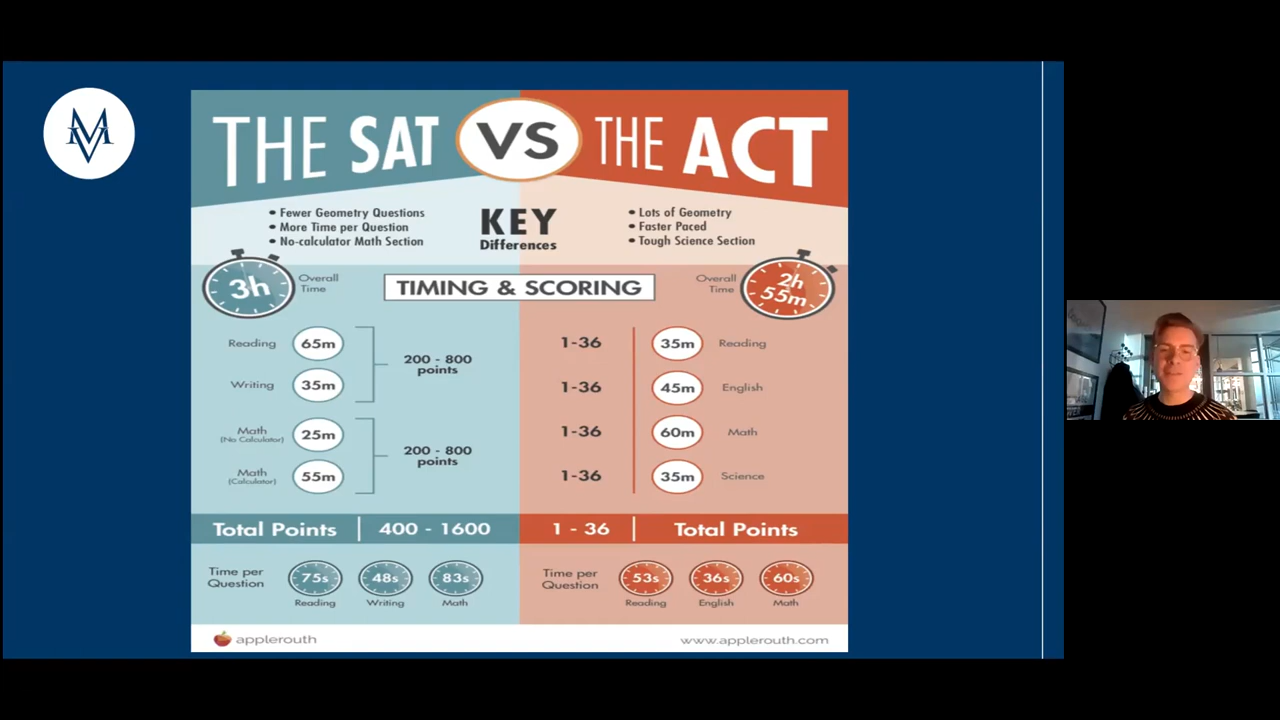 MV
THE SAT VS THE ACT
• Fewer Geometry Questions
• More Time per Question
• No-calculator Math Section
KEY
Differences
• Lots of Geometry
• Faster Paced
• Tough Science Section
3h
Overall
Time
TIMING & SCORING
Overall
Time
2h
55m
Reading 65m
Writing 35m
200 - 800
points
Math
(No Calculator)
25m
Math
(Calculator)
55m
200 - 800
points
1-36 35m Reading
1-36 45m English
1-36 60m Math
1-36 35m Science
Total Points 400 - 1600
1 - 36 Total Points
Time per
Question
75s 48s 83s
Reading Writing Math
Time per
Question
53s 36s 60s
Reading English Math
applerouth
www.applerouth.com